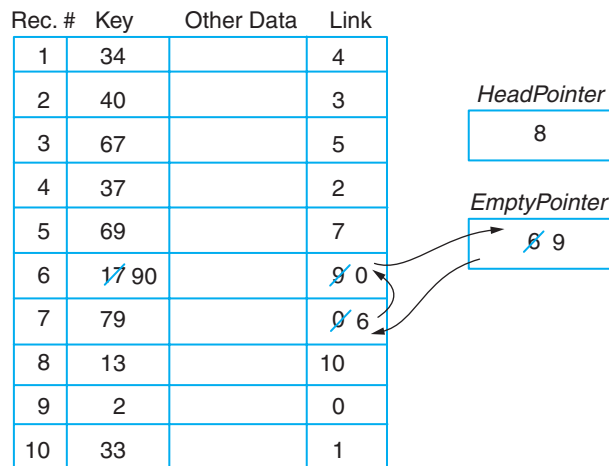 Rec. # Key Other Data Link
1 34 4
2 40 3
HeadPointer
8
3 67 5
4 37 2
EmptyPointer
6 9
5 69 7
6 17 90 9 0
7 79 0 6
8 13 10
9 2 0
10 33 1